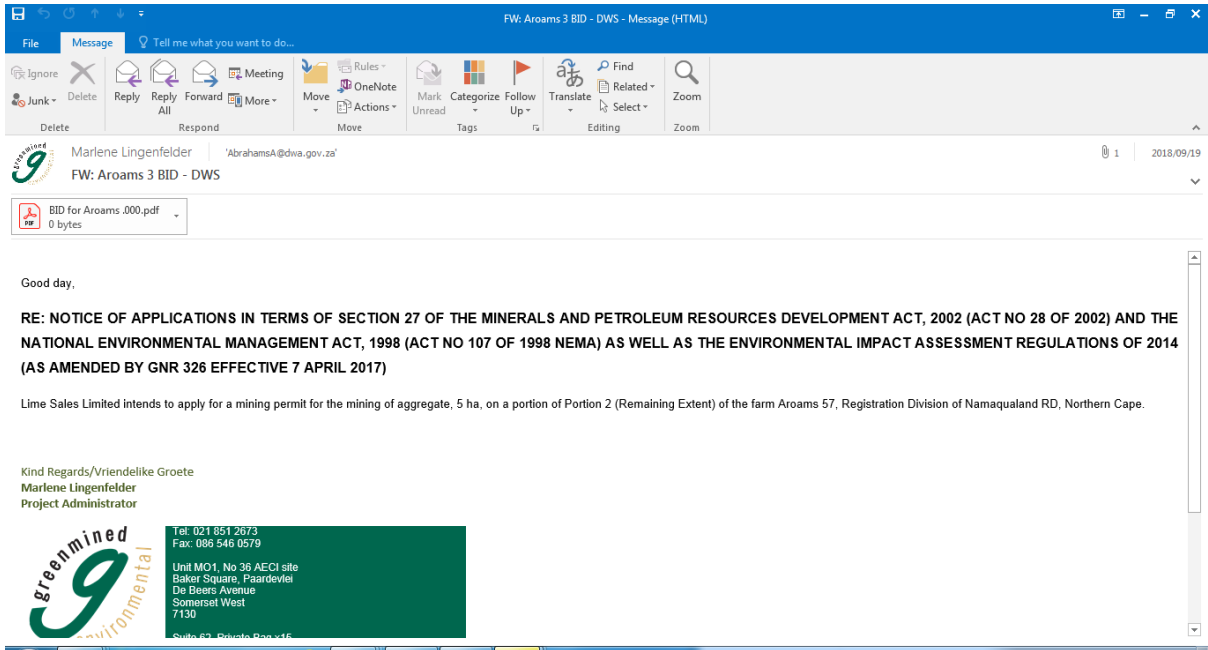 FW: Aroams 3 BID - DWS - Message (HTML)
File Message Tell me what you want to do...
Ignore
Junk
Delete
Reply
Reply All
Forward
Meeting
More
Move
Rules
OneNote
Actions
Mark Unread
Categorize
Follow Up
Translate
Find
Related
Select
Zoom
Delete Respond Move Tags Editing Zoom
greenmined
Marlene Lingenfelder 'AbrahamsA@dwa.gov.za' 1 2018/09/19
FW: Aroams 3 BID - DWS
PDF
BID for Aroams .000.pdf
0 bytes
Good day,
RE: NOTICE OF APPLICATIONS IN TERMS OF SECTION 27 OF THE MINERALS AND PETROLEUM RESOURCES DEVELOPMENT ACT, 2002 (ACT NO 28 OF 2002) AND THE
NATIONAL ENVIRONMENTAL MANAGEMENT ACT, 1998 (ACT NO 107 OF 1998 NEMA) AS WELL AS THE ENVIRONMENTAL IMPACT ASSESSMENT REGULATIONS OF 2014
(AS AMENDED BY GNR 326 EFFECTIVE 7 APRIL 2017)
Lime Sales Limited intends to apply for a mining permit for the mining of aggregate, 5 ha, on a portion of Portion 2 (Remaining Extent) of the farm Aroams 57, Registration Division of Namaqualand RD, Northern Cape.
Kind Regards/Vriendelike Groete
Marlene Lingenfelder
Project Administrator
greenmined
environmental
Tel: 021 851 2673
Fax: 086 546 0579
Unit MO1, No 36 AECI site
Baker Square, Paardevlei
De Beers Avenue
Somerset West
7130
Suite 62, Private Bag x15